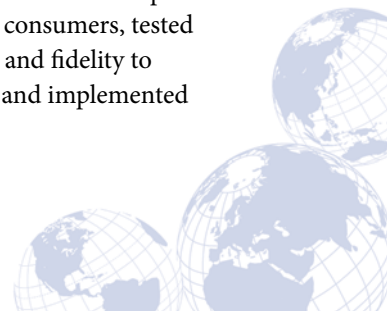 consumers, tested
and fidelity to
and implemented